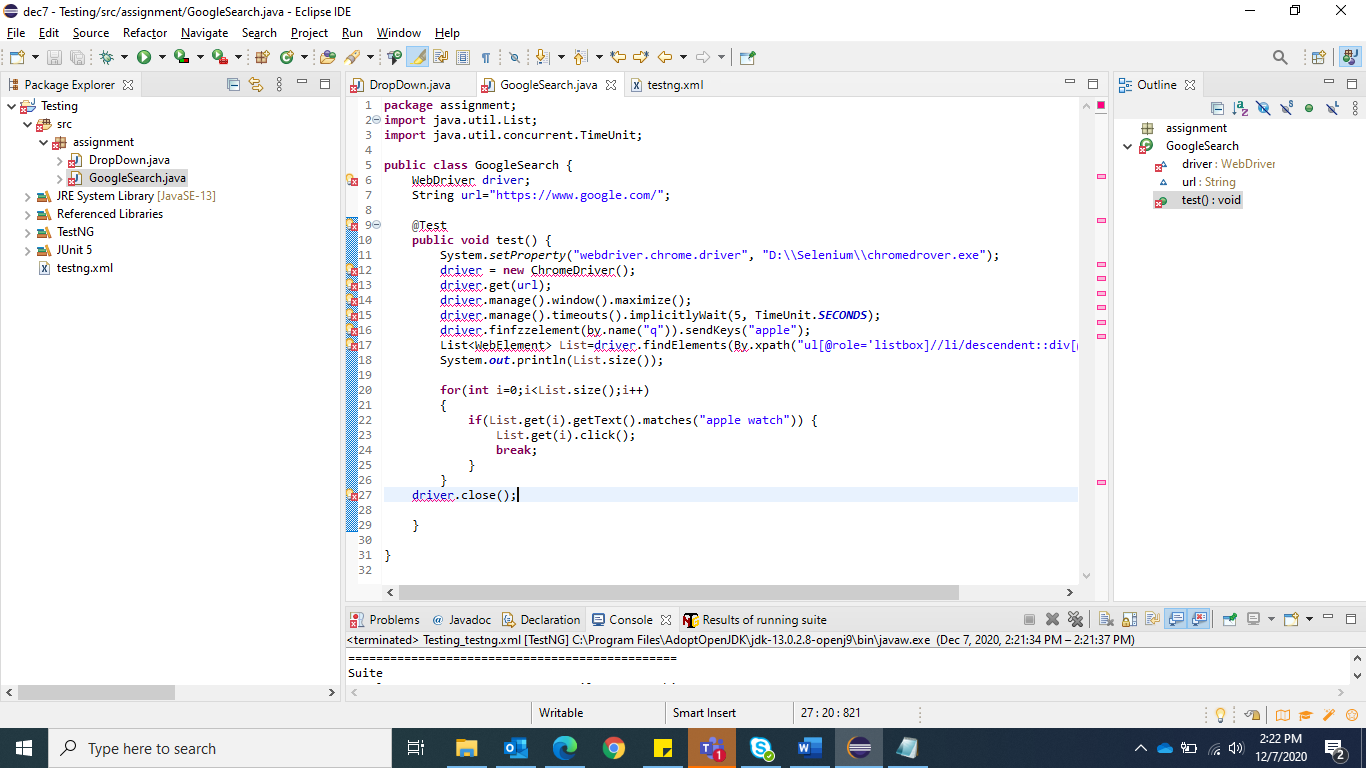 dec7 - Testing/src/assignment/GoogleSearch.java - Eclipse IDE
File Edit Source Refactor Navigate Search Project Run Window Help
Package Explorer
Testing
src
assignment
DropDown.java
GoogleSearch.java
JRE System Library [JavaSE-13]
Referenced Libraries
TestNG
JUnit 5
testng.xml
DropDown.java GoogleSearch.java testng.xml
1 package assignment;
2 import java.util.List;
3 import java.util.concurrent.TimeUnit;
4
5 public class GoogleSearch {
6 WebDriver driver;
7 String url="https://www.google.com/";
8
9 @Test
10 public void test() {
11 System.setProperty("webdriver.chrome.driver", "D:\\Selenium\\chromedrover.exe");
12 driver = new ChromeDriver();
13 driver.get(url);
14 driver.manage().window().maximize();
15 driver.manage().timeouts().implicitlyWait(5, TimeUnit.SECONDS);
16 driver.finfzzelement(by.name("q")).sendKeys("apple");
17 List<WebElement> List=driver.findElements(By.xpath("ul[@role='listbox]//li/descendent::div[
18 System.out.println(List.size());
19
20 for(int i=0;i<List.size();i++)
21 {
22 if(List.get(i).getText().matches("apple watch")) {
23 List.get(i).click();
24 break;
25 }
26 }
27 driver.close();
28
29 }
30
31 }
32
Outline
assignment
GoogleSearch
driver : WebDriver
url : String
test() : void
Problems @ Javadoc Declaration Console Results of running suite
<terminated> Testing_testng.xml [TestNG] C:\Program Files\AdoptOpenJDK\jdk-13.0.2.8-openj9\bin\javaw.exe (Dec 7, 2020, 2:21:34 PM – 2:21:37 PM)
===============================================
Suite
Writable Smart Insert 27 : 20 : 821
Type here to search
1
2:22 PM
12/7/2020
2